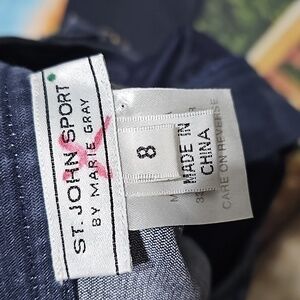 ST. JOHN SPORT
BY MARIE GRAY
8
MADE IN
CHINA
CARE ON REVERSE